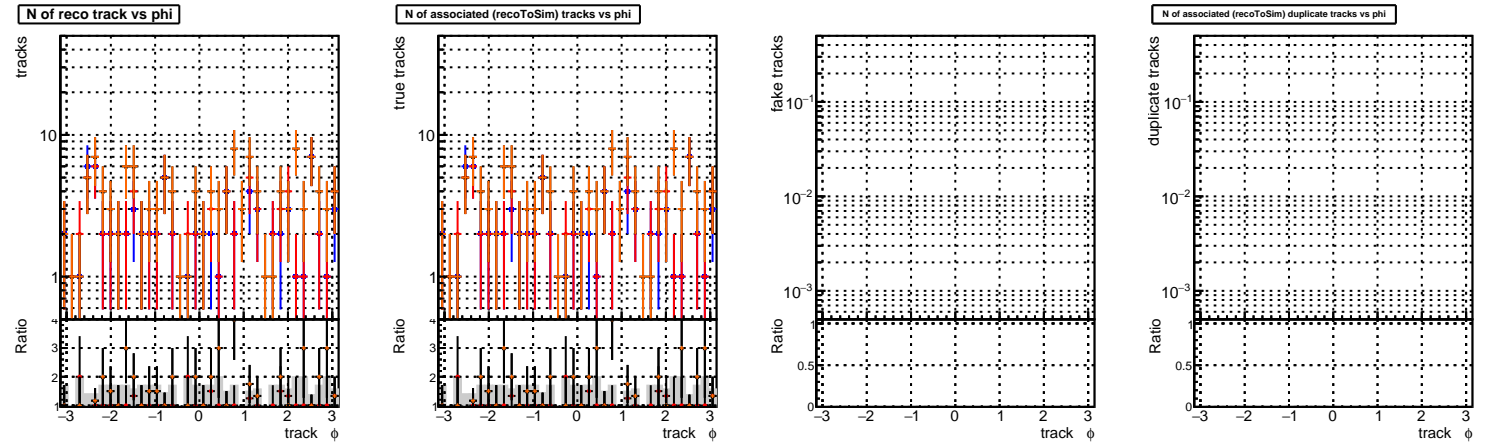 N of reco track vs phi
tracks
10
1
Ratio
4
3
2
1
−3 −2 −1 0 1 2 3
track ϕ
N of associated (recoToSim) tracks vs phi
true tracks
10
1
Ratio
4
3
2
1
−3 −2 −1 0 1 2 3
track ϕ
fake tracks
10−1
10−2
10−3
Ratio
1
0.5
0
−3 −2 −1 0 1 2 3
track ϕ
N of associated (recoToSim) duplicate tracks vs phi
duplicate tracks
10−1
10−2
10−3
Ratio
1
0.5
0
−3 −2 −1 0 1 2 3
track ϕ